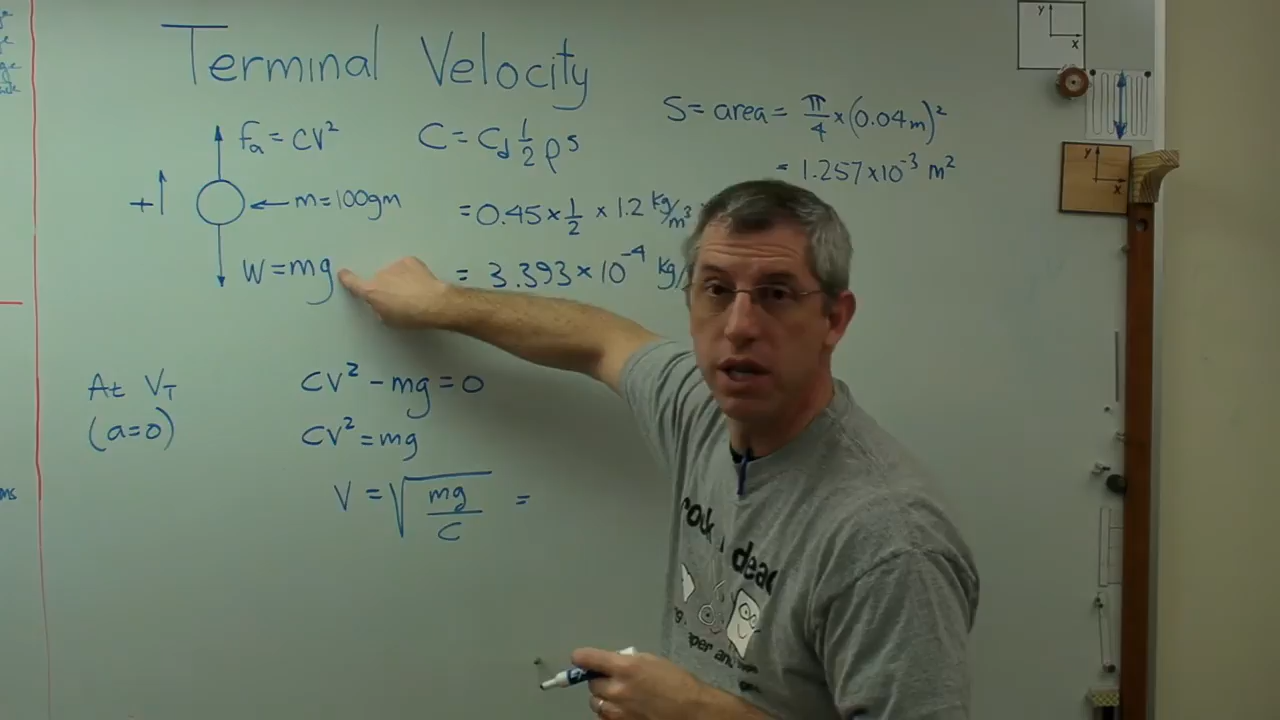 Terminal Velocity
fa = CV²
C = Cd ½ ρ S
S = area = π/4 × (0.04m)²
= 1.257×10⁻³ m²
+
m = 100gm
= 0.45 × ½ × 1.2 kg/m³
W = mg
= 3.393 × 10⁻⁴ kg/
At VT
(a=0)
CV² - mg = 0
CV² = mg
V = √(mg/C) =
y
x
y
x